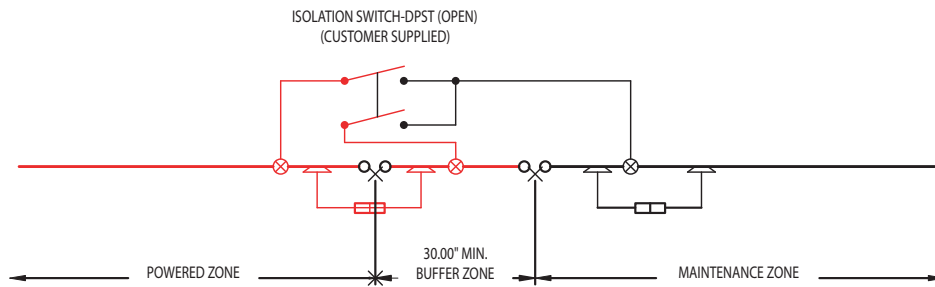 ISOLATION SWITCH-DPST (OPEN)
(CUSTOMER SUPPLIED)
POWERED ZONE
30.00" MIN.
BUFFER ZONE
MAINTENANCE ZONE